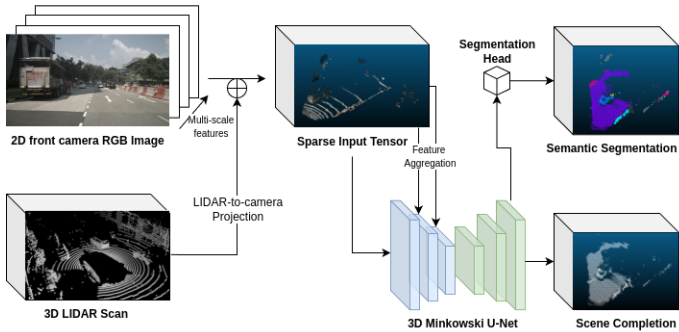 Segmentation
Head
Multi-scale
features
2D front camera RGB Image
Sparse Input Tensor
Feature
Aggregation
Semantic Segmentation
LIDAR-to-camera
Projection
3D LIDAR Scan
3D Minkowski U-Net
Scene Completion